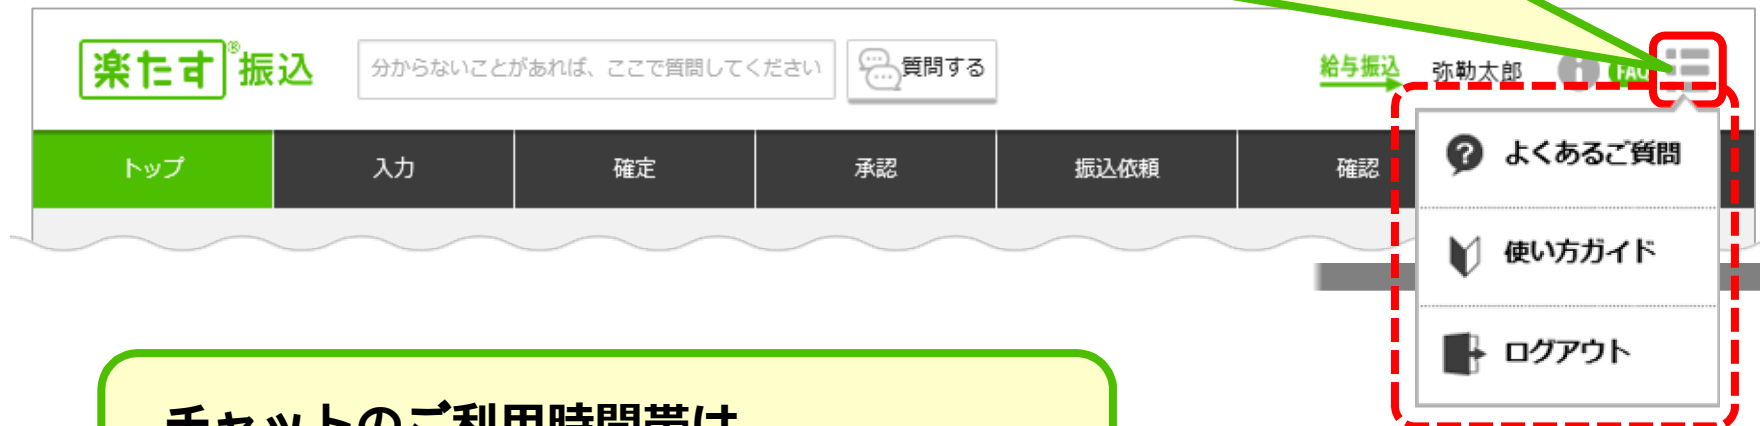 楽たす®振込
分からないことがあれば、ここで質問してください
質問する
給与振込
弥勒太郎
FAQ
トップ
入力
確定
承認
振込依頼
確認
よくあるご質問
使い方ガイド
ログアウト
チャットのご利用時間帯は